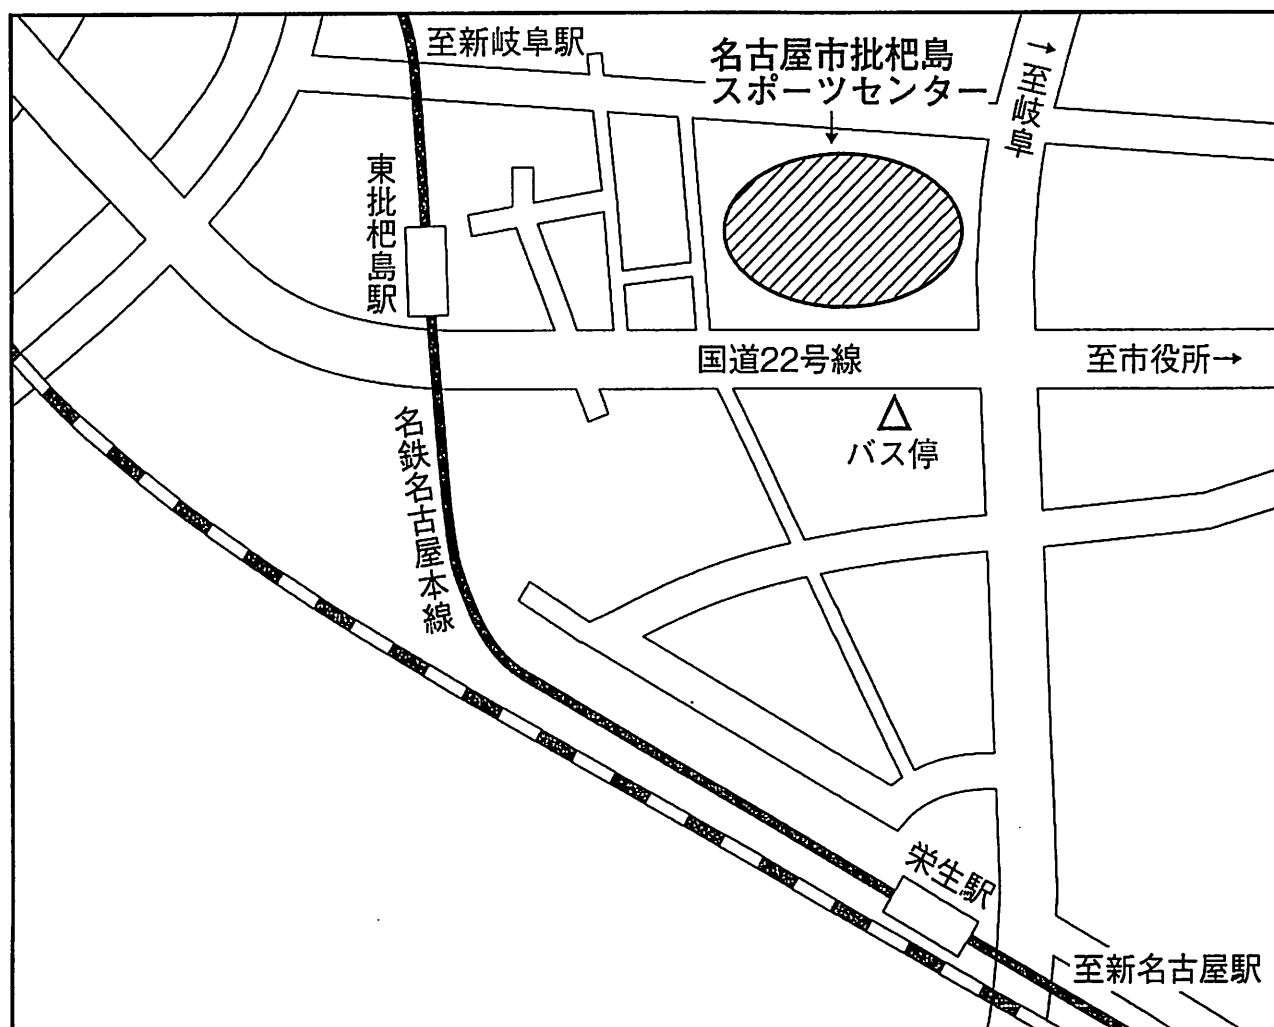 至新岐阜駅
名古屋市枇杷島
スポーツセンター
→至岐阜
東枇杷島駅
国道22号線
至市役所→
バス停
名鉄名古屋本線
栄生駅
至新名古屋駅